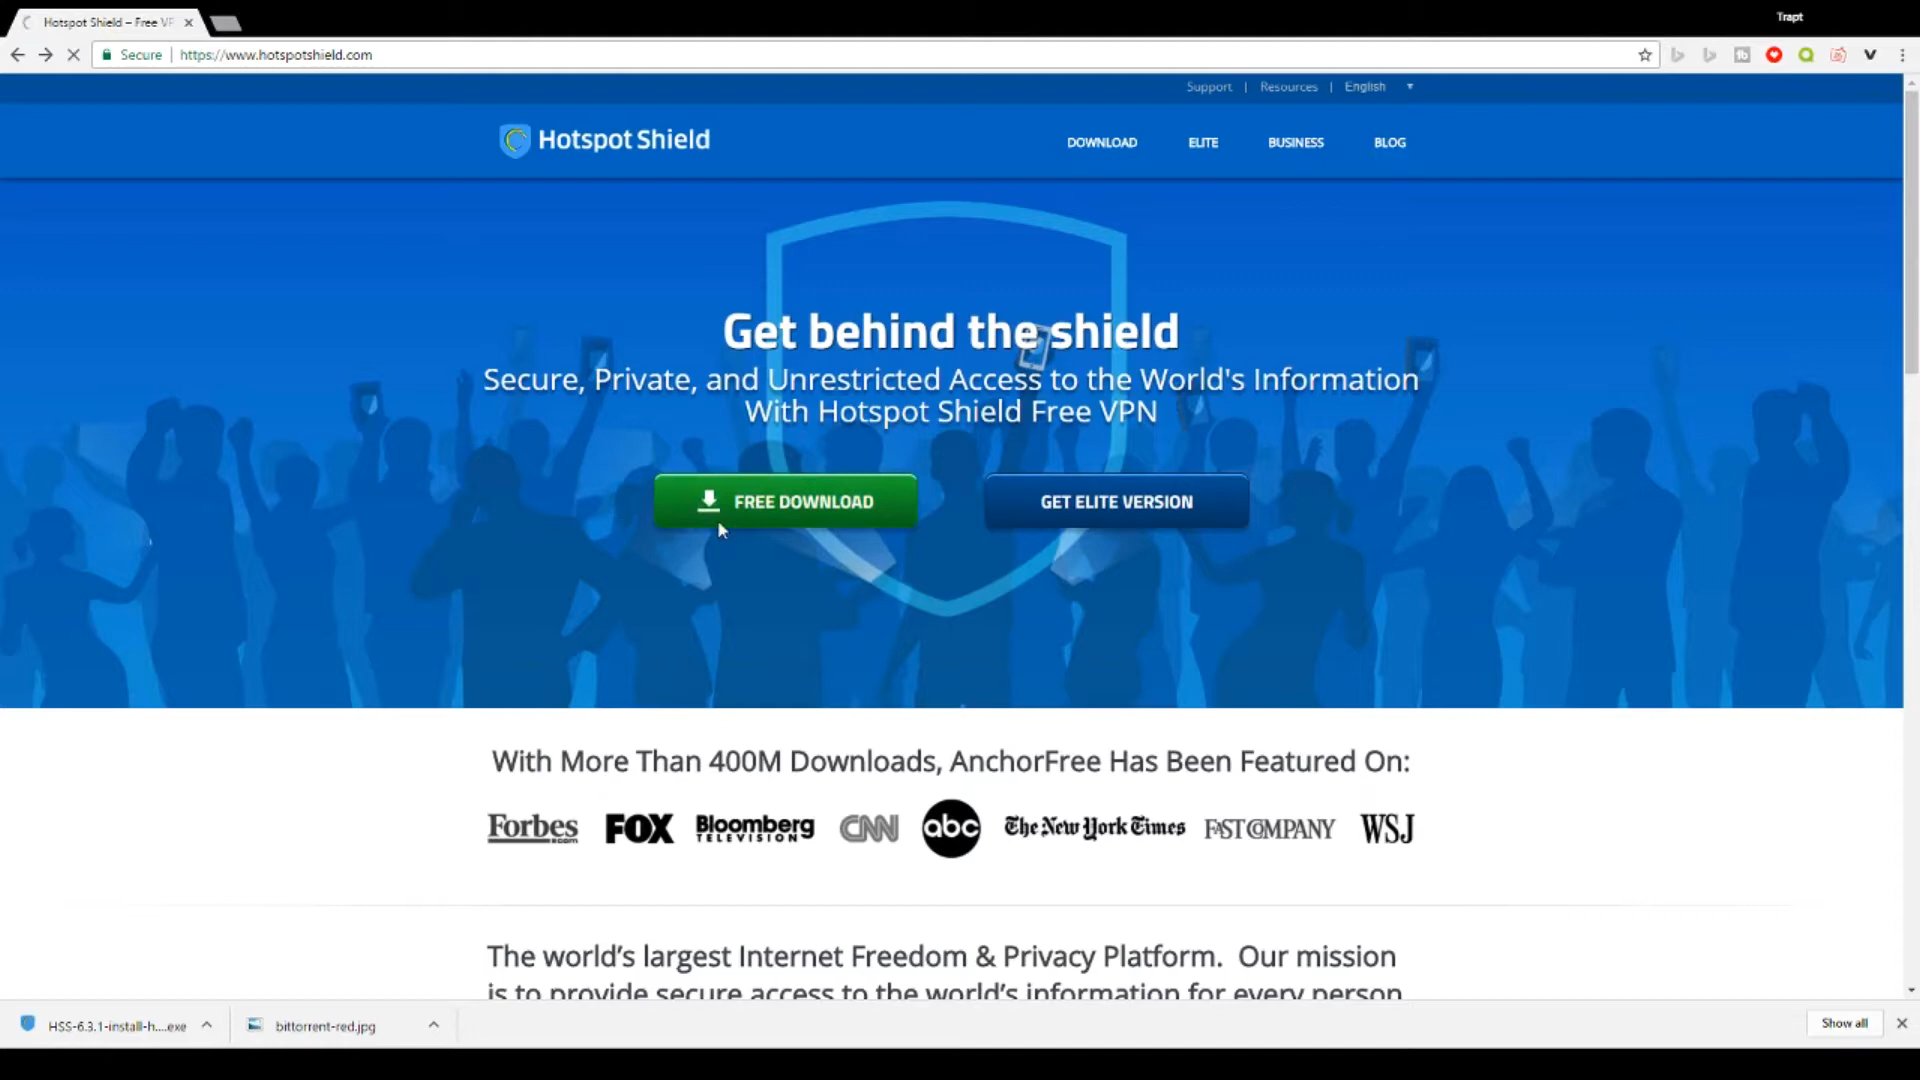 Hotspot Shield – Free VP
Trapt
Secure
https://www.hotspotshield.com
Support | Resources | English
Hotspot Shield
DOWNLOAD
ELITE
BUSINESS
BLOG
Get behind the shield
Secure, Private, and Unrestricted Access to the World's Information
With Hotspot Shield Free VPN
FREE DOWNLOAD
GET ELITE VERSION
With More Than 400M Downloads, AnchorFree Has Been Featured On:
Forbes.com
FOX
Bloomberg TELEVISION
CNN
abc
The New York Times
FAST COMPANY
WSJ
The world's largest Internet Freedom & Privacy Platform. Our mission
is to provide secure access to the world's information for every person
HSS-6.3.1-install-h....exe
bittorrent-red.jpg
Show all